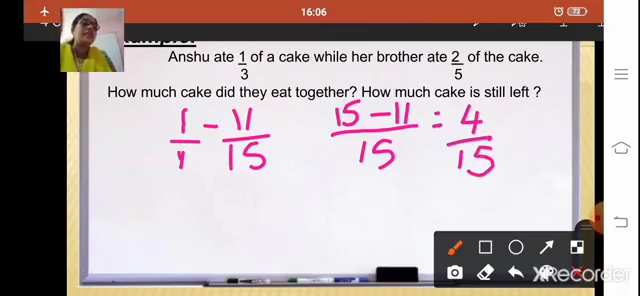 16:06
72
Example:
Anshu ate 1/3 of a cake while her brother ate 2/5 of the cake.
How much cake did they eat together? How much cake is still left ?
1/1 - 11/15 15 - 11/15 = 4/15
XRecorder